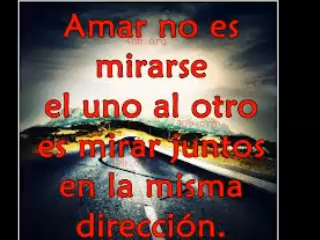 Amar no es
mirarse
el uno al otro
es mirar juntos
en la misma
dirección.